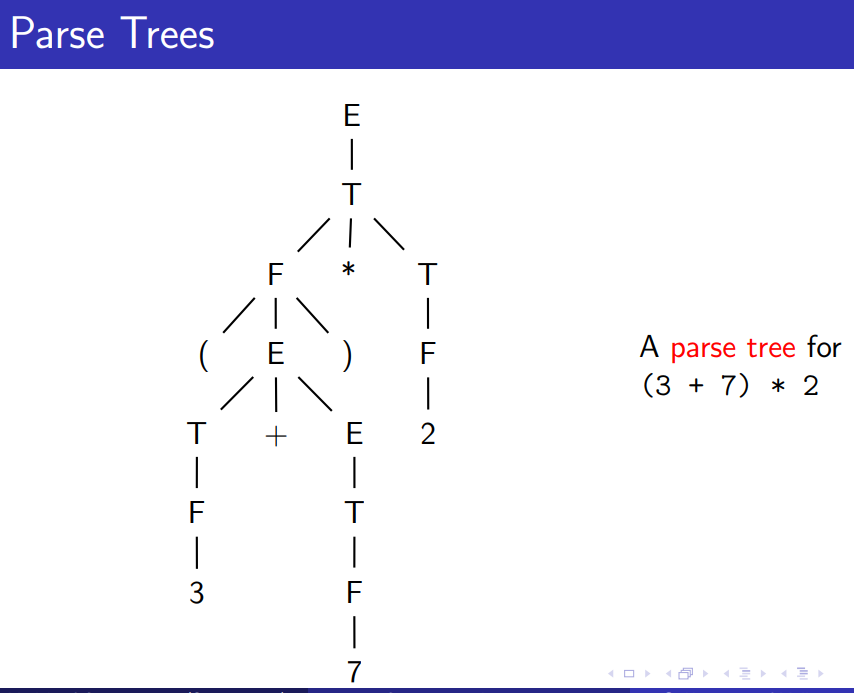 Parse Trees
E
T
F * T
( E ) F
T + E 2
F T
3 F
7
A parse tree for
(3 + 7) * 2